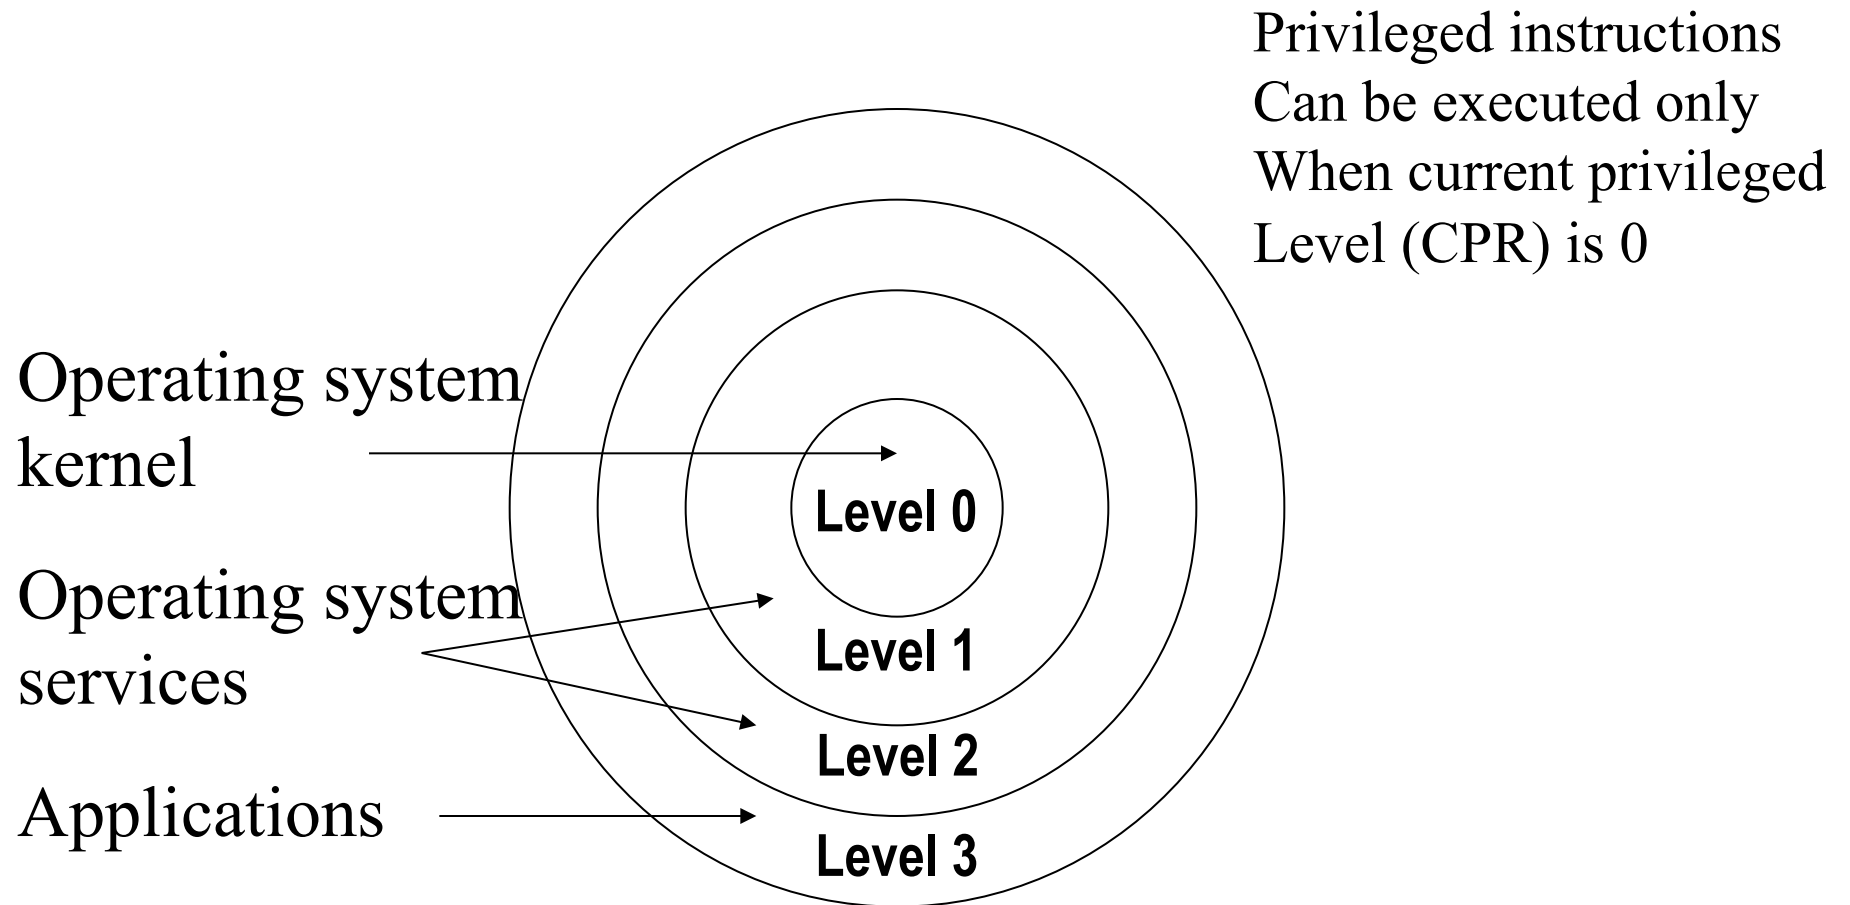 Privileged instructions
Can be executed only
When current privileged
Level (CPR) is 0
Operating system
kernel
Level 0
Operating system
services
Level 1
Level 2
Applications
Level 3